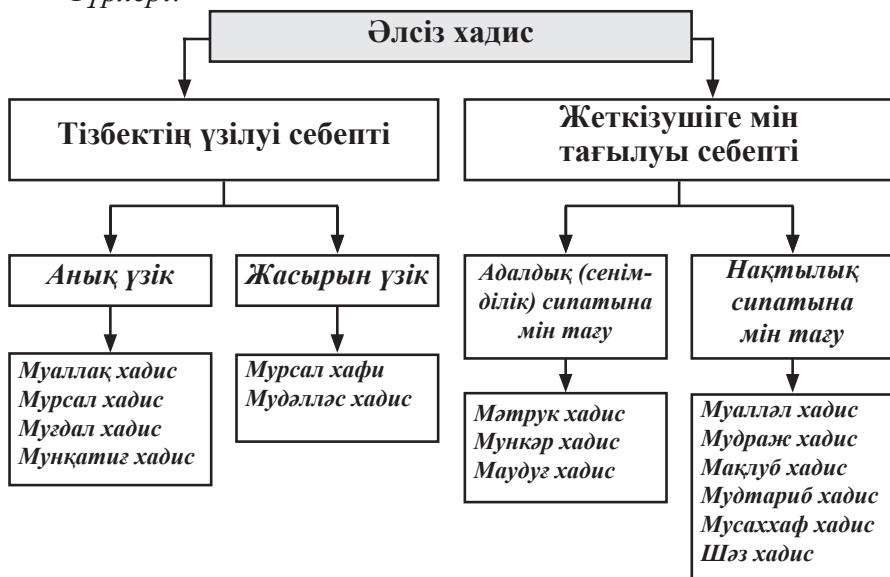 Әлсіз хадис
Тізбектің үзілуі себепті
Жеткізушіге мін
тағылуы себепті
Анық үзік
Жасырын үзік
Адалдық (сенім-
ділік) сипатына
мін тағу
Нақтылық
сипатына
мін тағу
Муаллақ хадис
Мурсал хадис
Муғдал хадис
Мунқатиғ хадис
Мурсал хафи
Мудәлләс хадис
Мәтрук хадис
Мункәр хадис
Маудуғ хадис
Муалләл хадис
Мудраж хадис
Мақлуб хадис
Мудтариб хадис
Мусаххаф хадис
Шәз хадис